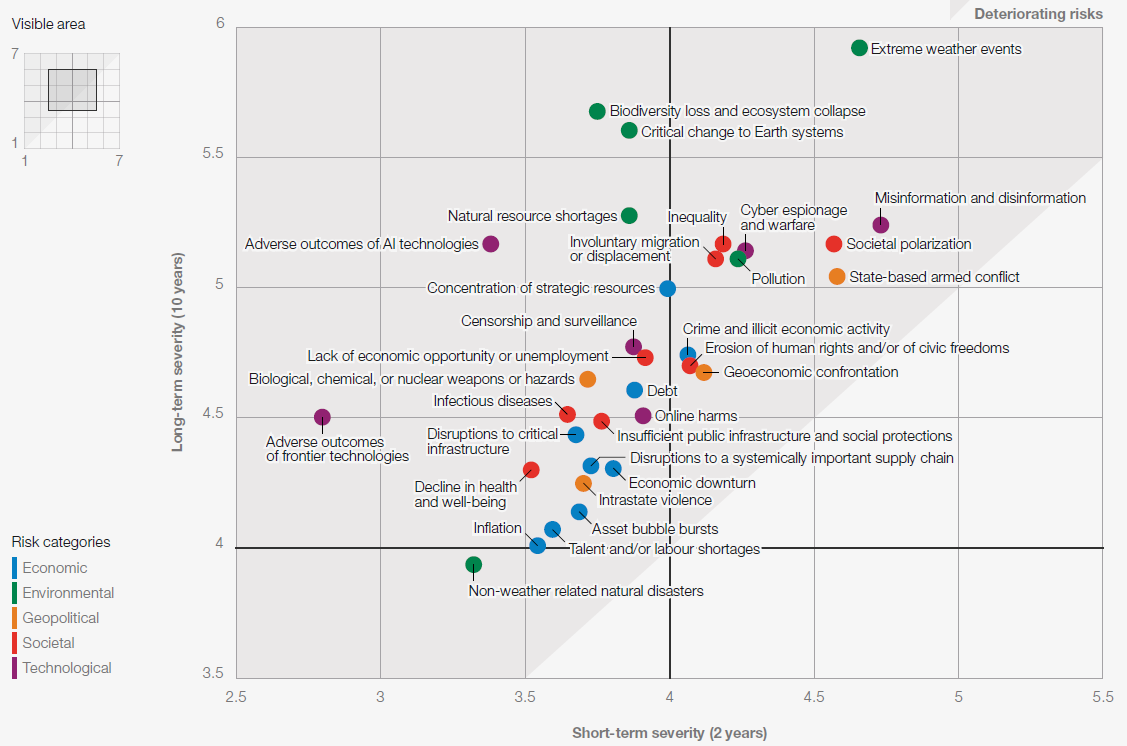 Visible area
7
1
1
7
Deteriorating risks
Long-term severity (10 years)
6
5.5
5
4.5
4
3.5
2.5
3
3.5
4
4.5
5
5.5
Short-term severity (2 years)
Extreme weather events
Biodiversity loss and ecosystem collapse
Critical change to Earth systems
Misinformation and disinformation
Natural resource shortages
Inequality
Cyber espionage
and warfare
Adverse outcomes of AI technologies
Involuntary migration
or displacement
Societal polarization
Pollution
State-based armed conflict
Concentration of strategic resources
Censorship and surveillance
Crime and illicit economic activity
Lack of economic opportunity or unemployment
Erosion of human rights and/or of civic freedoms
Biological, chemical, or nuclear weapons or hazards
Geoeconomic confrontation
Debt
Infectious diseases
Online harms
Adverse outcomes
of frontier technologies
Disruptions to critical
infrastructure
Insufficient public infrastructure and social protections
Disruptions to a systemically important supply chain
Decline in health
and well-being
Economic downturn
Intrastate violence
Inflation
Asset bubble bursts
Talent and/or labour shortages
Non-weather related natural disasters
Risk categories
Economic
Environmental
Geopolitical
Societal
Technological